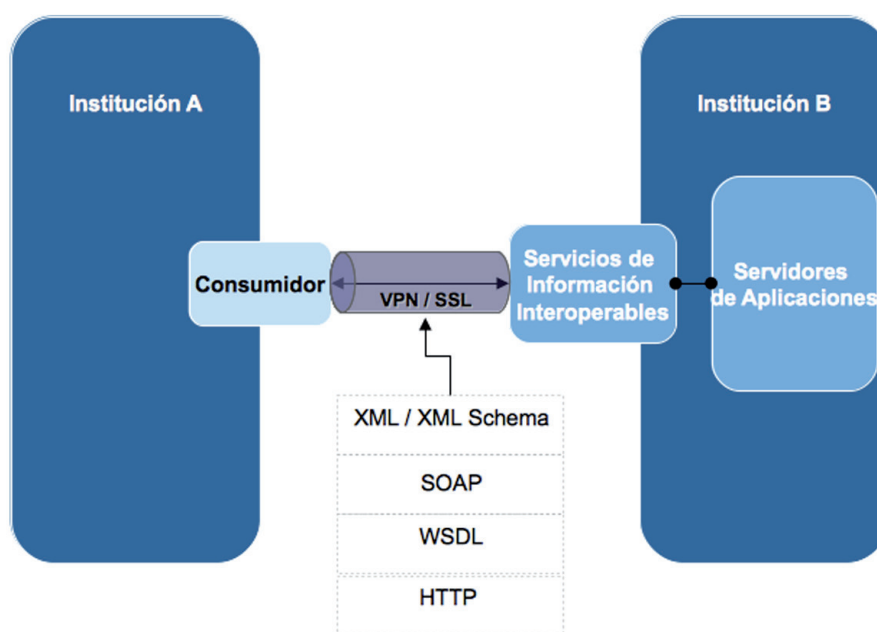 Institución A
Institución B
Consumidor
VPN / SSL
Servicios de
Información
Interoperables
Servidores
de Aplicaciones
XML / XML Schema
SOAP
WSDL
HTTP